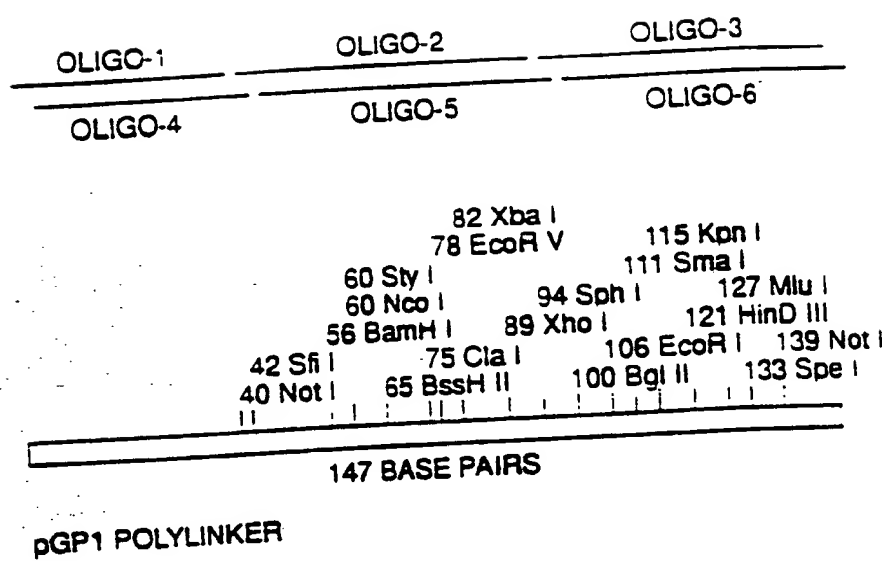 OLIGO-1 OLIGO-2 OLIGO-3
OLIGO-4 OLIGO-5 OLIGO-6
82 Xba I
78 EcoR V
115 Kpn I
60 Sty I
111 Sma I
60 Nco I
94 Sph I
127 Mlu I
56 BamH I
89 Xho I
121 HinD III
42 Sfi I
75 Cla I
106 EcoR I
139 Not I
40 Not I
65 BssH II
100 Bgl II
133 Spe I
147 BASE PAIRS
pGP1 POLYLINKER